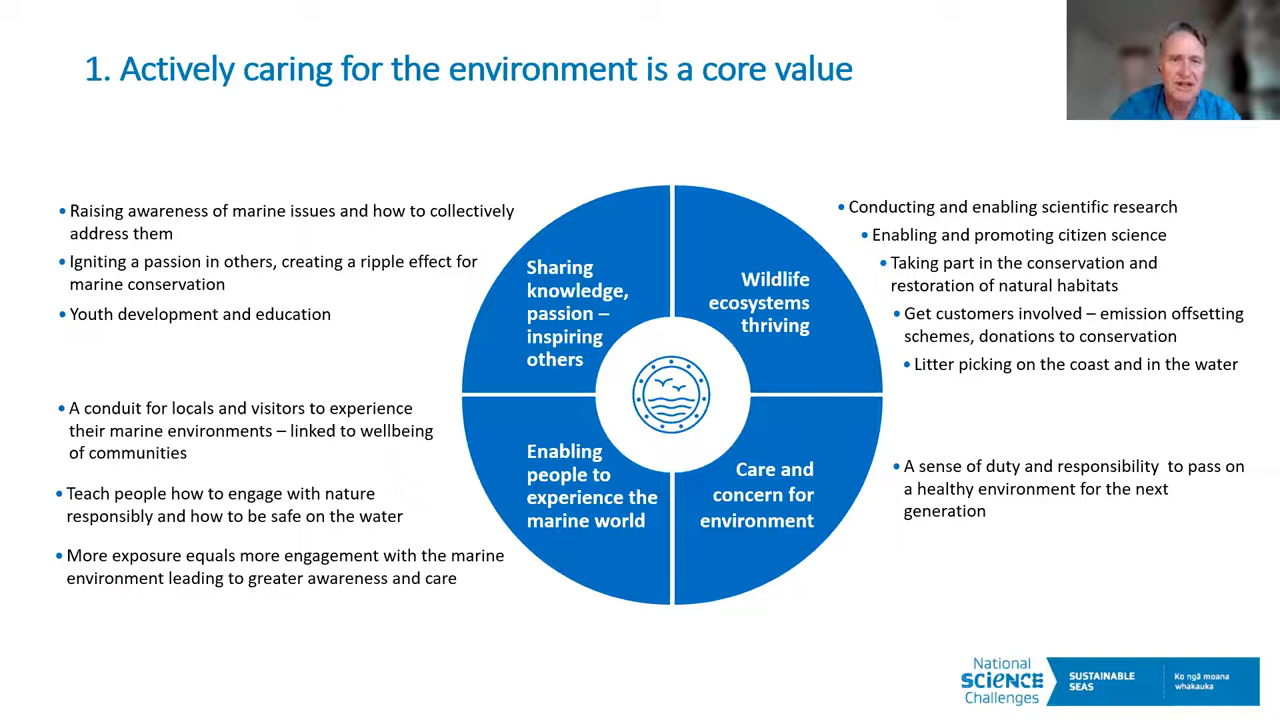 1. Actively caring for the environment is a core value
• Raising awareness of marine issues and how to collectively
address them
• Igniting a passion in others, creating a ripple effect for
marine conservation
• Youth development and education
• A conduit for locals and visitors to experience
their marine environments – linked to wellbeing
of communities
• Teach people how to engage with nature
responsibly and how to be safe on the water
• More exposure equals more engagement with the marine
environment leading to greater awareness and care
Sharing
knowledge,
passion –
inspiring
others
Wildlife
ecosystems
thriving
Enabling
people to
experience the
marine world
Care and
concern for
environment
• Conducting and enabling scientific research
• Enabling and promoting citizen science
• Taking part in the conservation and
restoration of natural habitats
• Get customers involved – emission offsetting
schemes, donations to conservation
• Litter picking on the coast and in the water
• A sense of duty and responsibility to pass on
a healthy environment for the next
generation
National
SCIENCE
Challenges
SUSTAINABLE
SEAS
Ko ngā moana
whakauka